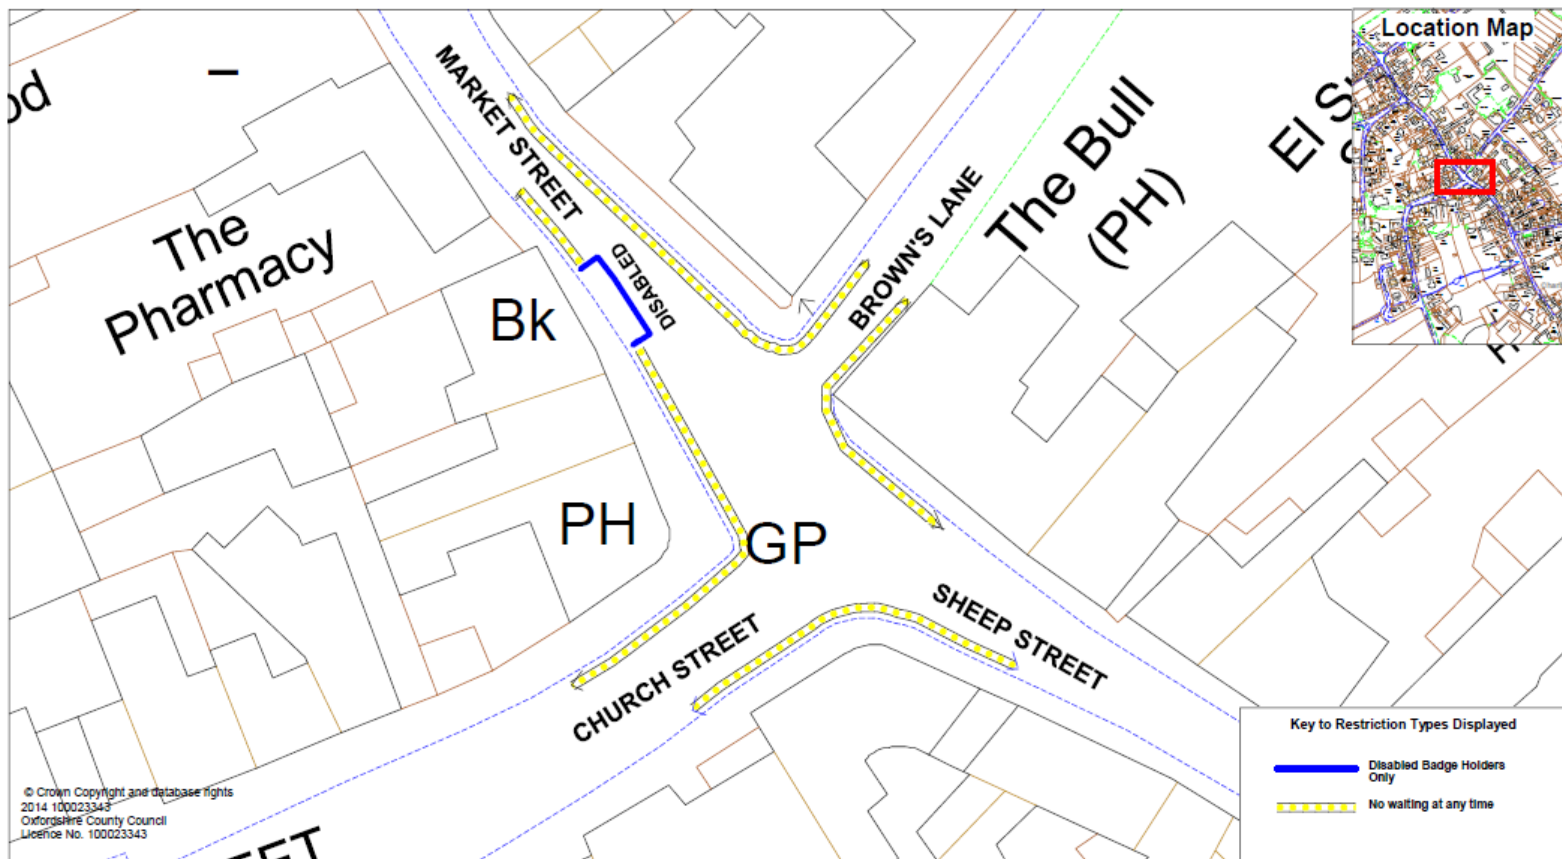 Location Map
od
–
MARKET STREET
The Bull
(PH)
El
BROWN'S LANE
The
Pharmacy
DISABLED
Bk
PH
GP
SHEEP STREET
CHURCH STREET
Key to Restriction Types Displayed
Disabled Badge Holders
Only
No waiting at any time
© Crown Copyright and database rights
2014 100023343
Oxfordshire County Council
Licence No. 100023343